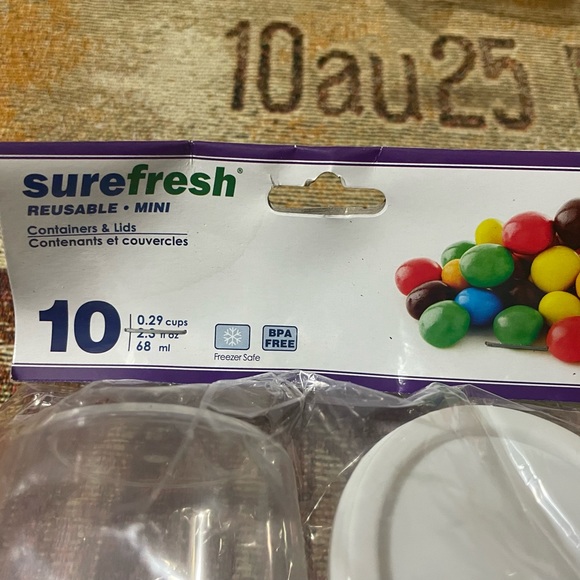 10au25
surefresh®
REUSABLE • MINI
Containers & Lids
Contenants et couvercles
10
0.29 cups
2.3 fl oz
68 ml
Freezer Safe
BPA
FREE